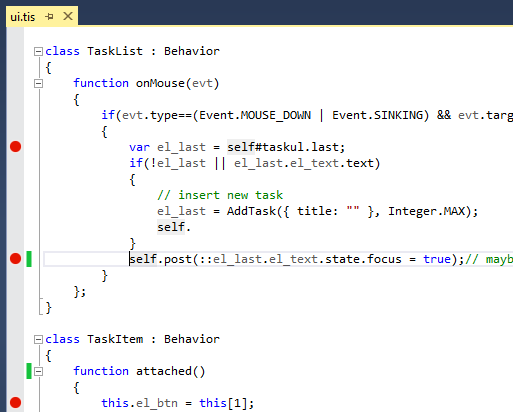 ui.tis
class TaskList : Behavior
{
function onMouse(evt)
{
if(evt.type==(Event.MOUSE_DOWN | Event.SINKING) && evt.targ
{
var el_last = self#taskul.last;
if(!el_last || el_last.el_text.text)
{
// insert new task
el_last = AddTask({ title: "" }, Integer.MAX);
self.
}
self.post(::el_last.el_text.state.focus = true);// mayb
}
};
}
class TaskItem : Behavior
{
function attached()
{
this.el_btn = this[1];